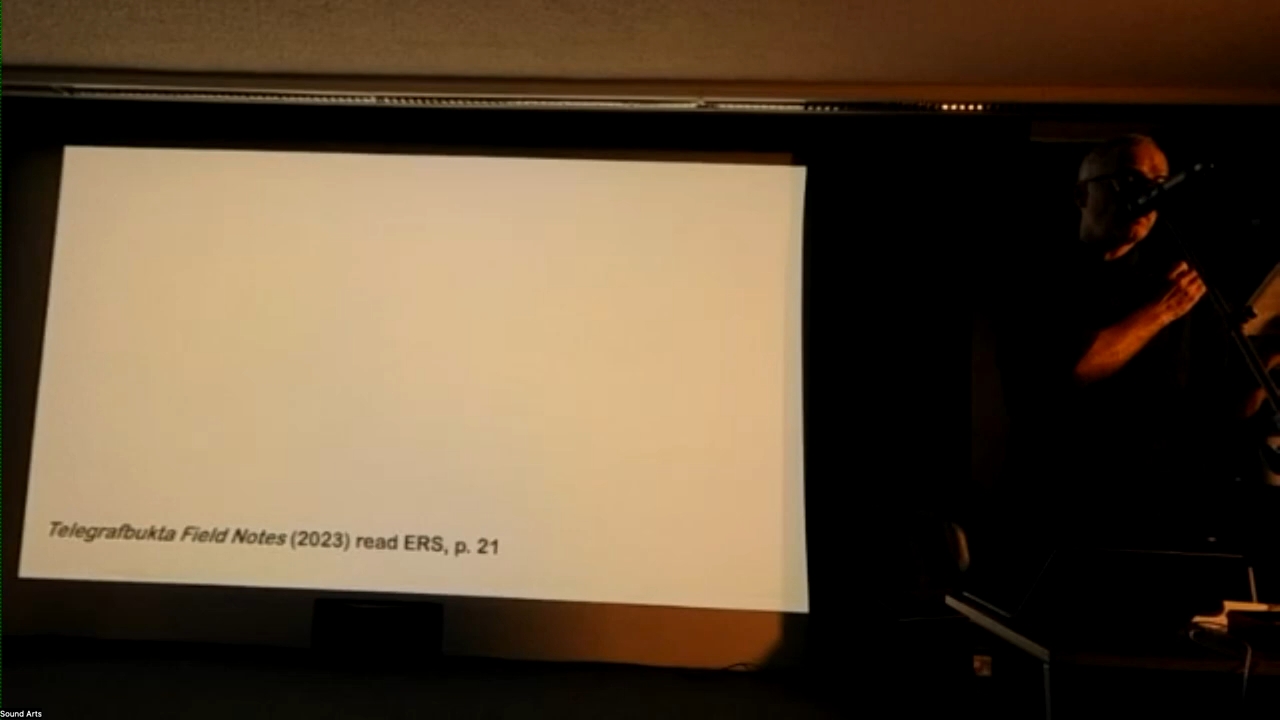 Telegrafbukta Field Notes (2023) read ERS, p. 21
Sound Arts